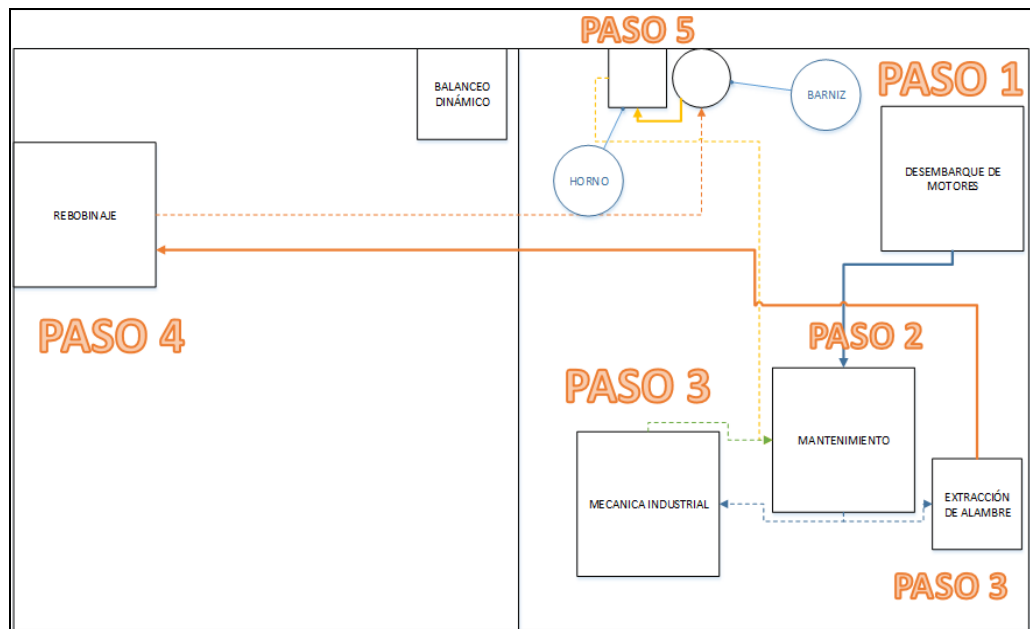 PASO 5
BALANCEO
DINÁMICO
BARNIZ
PASO 1
HORNO
DESEMBARQUE DE
MOTORES
REBOBINAJE
PASO 4
PASO 2
PASO 3
MANTENIMIENTO
MECANICA INDUSTRIAL
EXTRACCIÓN
DE ALAMBRE
PASO 3